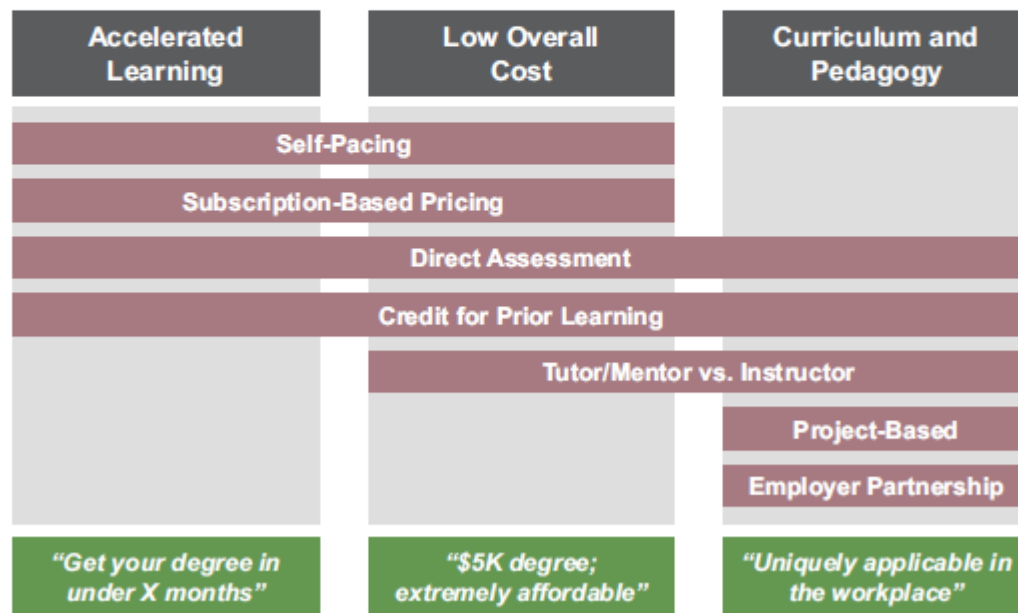 Accelerated
Learning
Low Overall
Cost
Curriculum and
Pedagogy
Self-Pacing
Subscription-Based Pricing
Direct Assessment
Credit for Prior Learning
Tutor/Mentor vs. Instructor
Project-Based
Employer Partnership
“Get your degree in
under X months”
“$5K degree;
extremely affordable”
“Uniquely applicable in
the workplace”